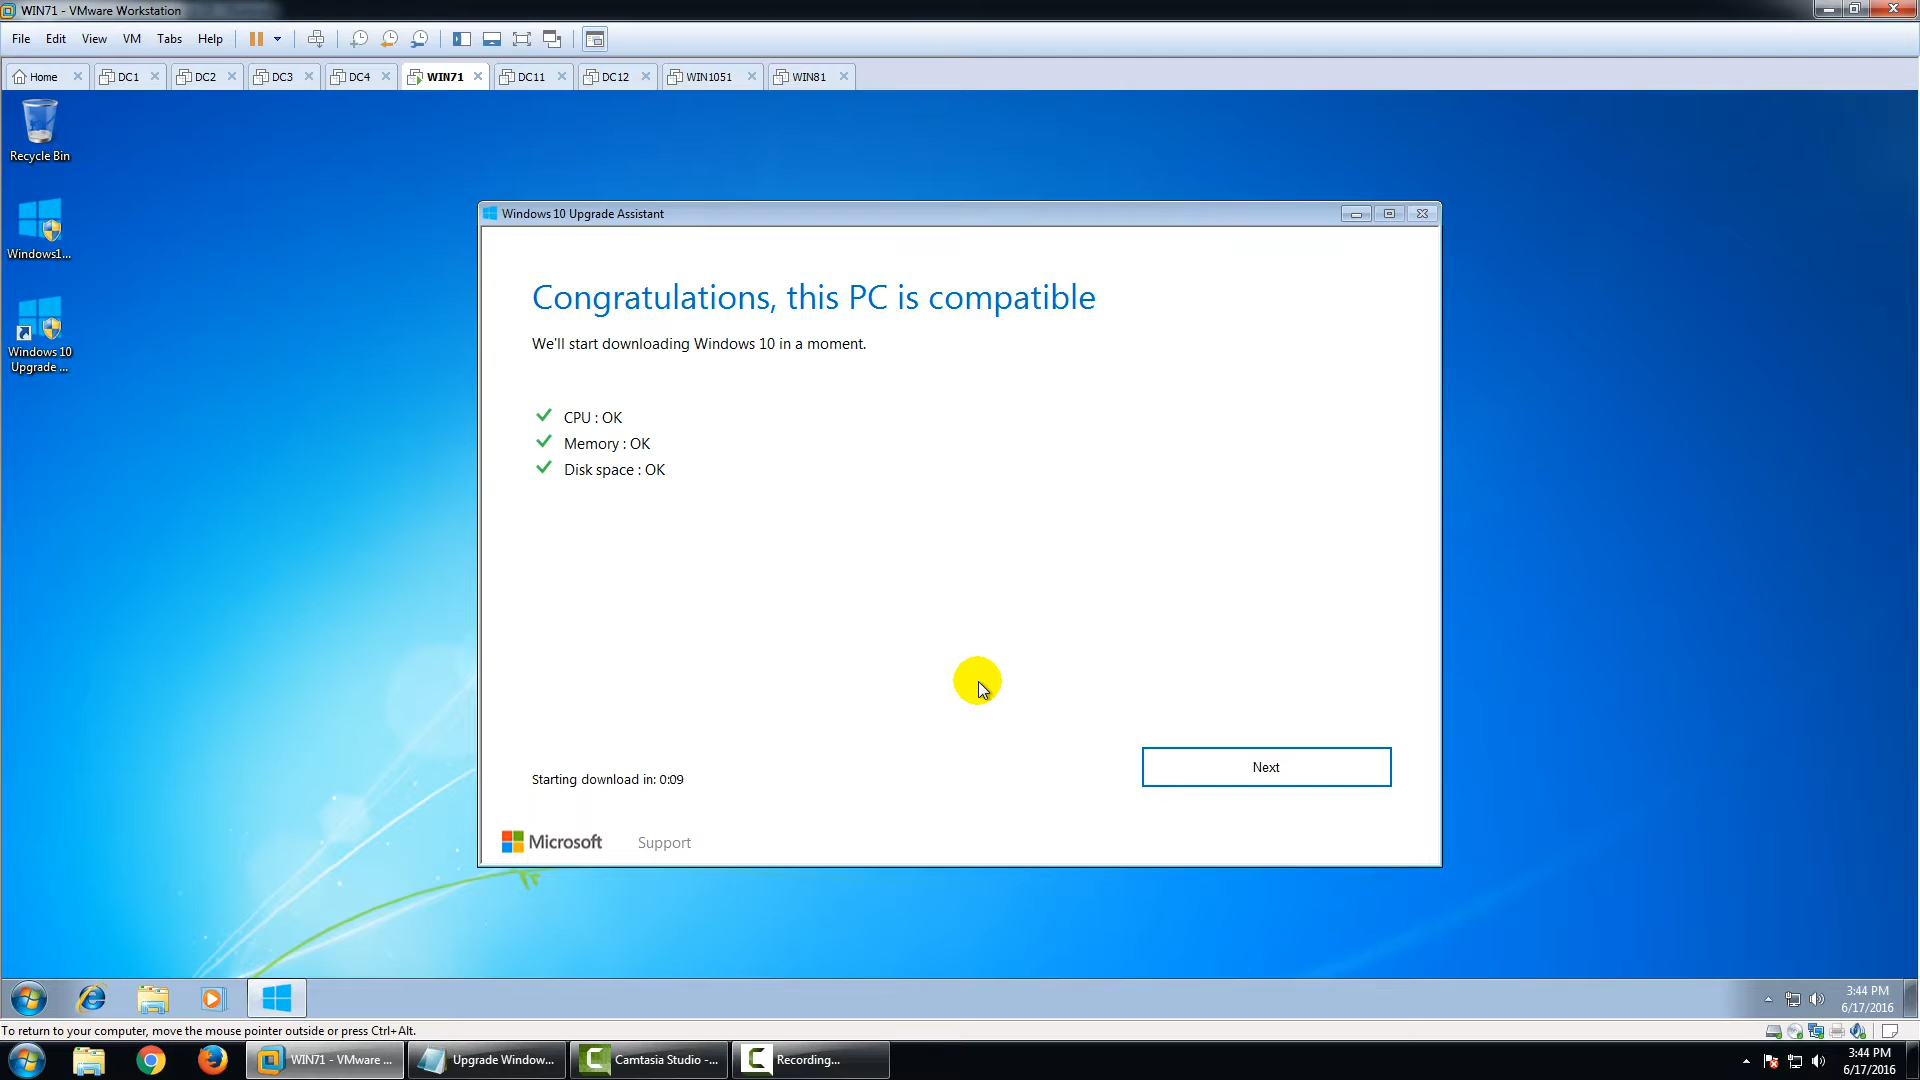 WIN71 - VMware Workstation
File Edit View VM Tabs Help
Home DC1 DC2 DC3 DC4 WIN71 DC11 DC12 WIN1051 WIN81
Recycle Bin
Windows1...
Windows 10
Upgrade ...
Windows 10 Upgrade Assistant
Congratulations, this PC is compatible
We'll start downloading Windows 10 in a moment.
CPU : OK
Memory : OK
Disk space : OK
Next
Starting download in: 0:09
Microsoft Support
3:44 PM
6/17/2016
To return to your computer, move the mouse pointer outside or press Ctrl+Alt.
WIN71 - VMware ... Upgrade Window... Camtasia Studio -... Recording...
3:44 PM
6/17/2016